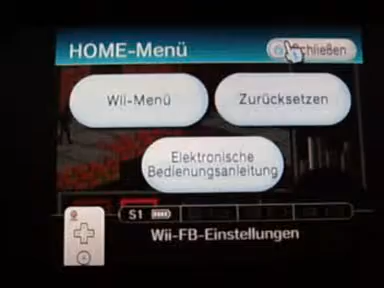 HOME-Menü
Schließen
Wii-Menü
Zurücksetzen
Elektronische
Bedienungsanleitung
S1
Wii-FB-Einstellungen